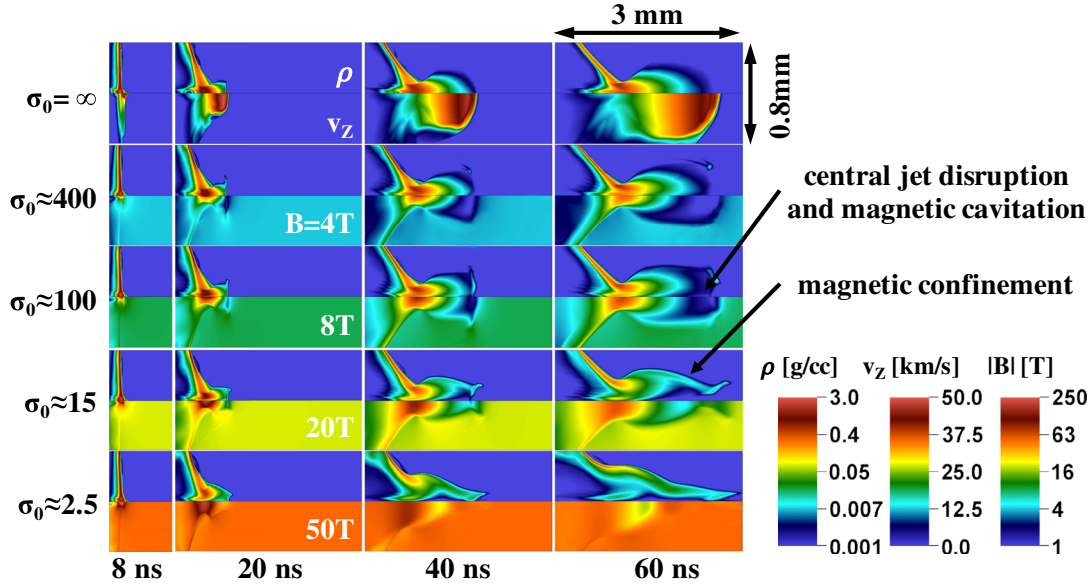 3 mm
0.8mm
σ₀= ∞
ρ
v_Z
σ₀≈400
B=4T
central jet disruption
and magnetic cavitation
σ₀≈100
8T
magnetic confinement
σ₀≈15
20T
σ₀≈2.5
50T
8 ns
20 ns
40 ns
60 ns
ρ [g/cc] v_Z [km/s] |B| [T]
3.0 50.0 250
0.4 37.5 63
0.05 25.0 16
0.007 12.5 4
0.001 0.0 1